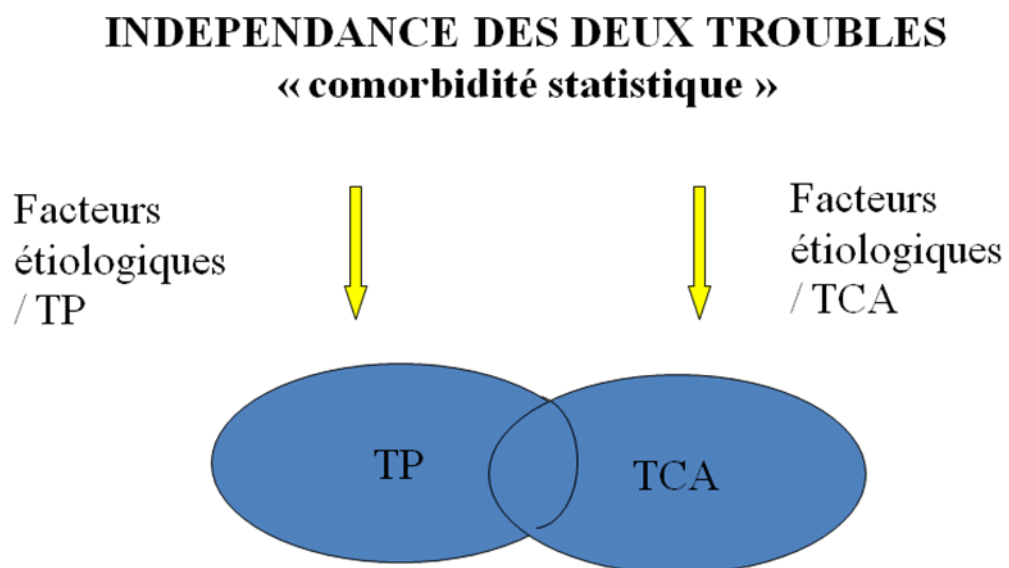 INDEPENDANCE DES DEUX TROUBLES
« comorbidité statistique »
Facteurs
étiologiques
/ TP
Facteurs
étiologiques
/ TCA
TP
TCA